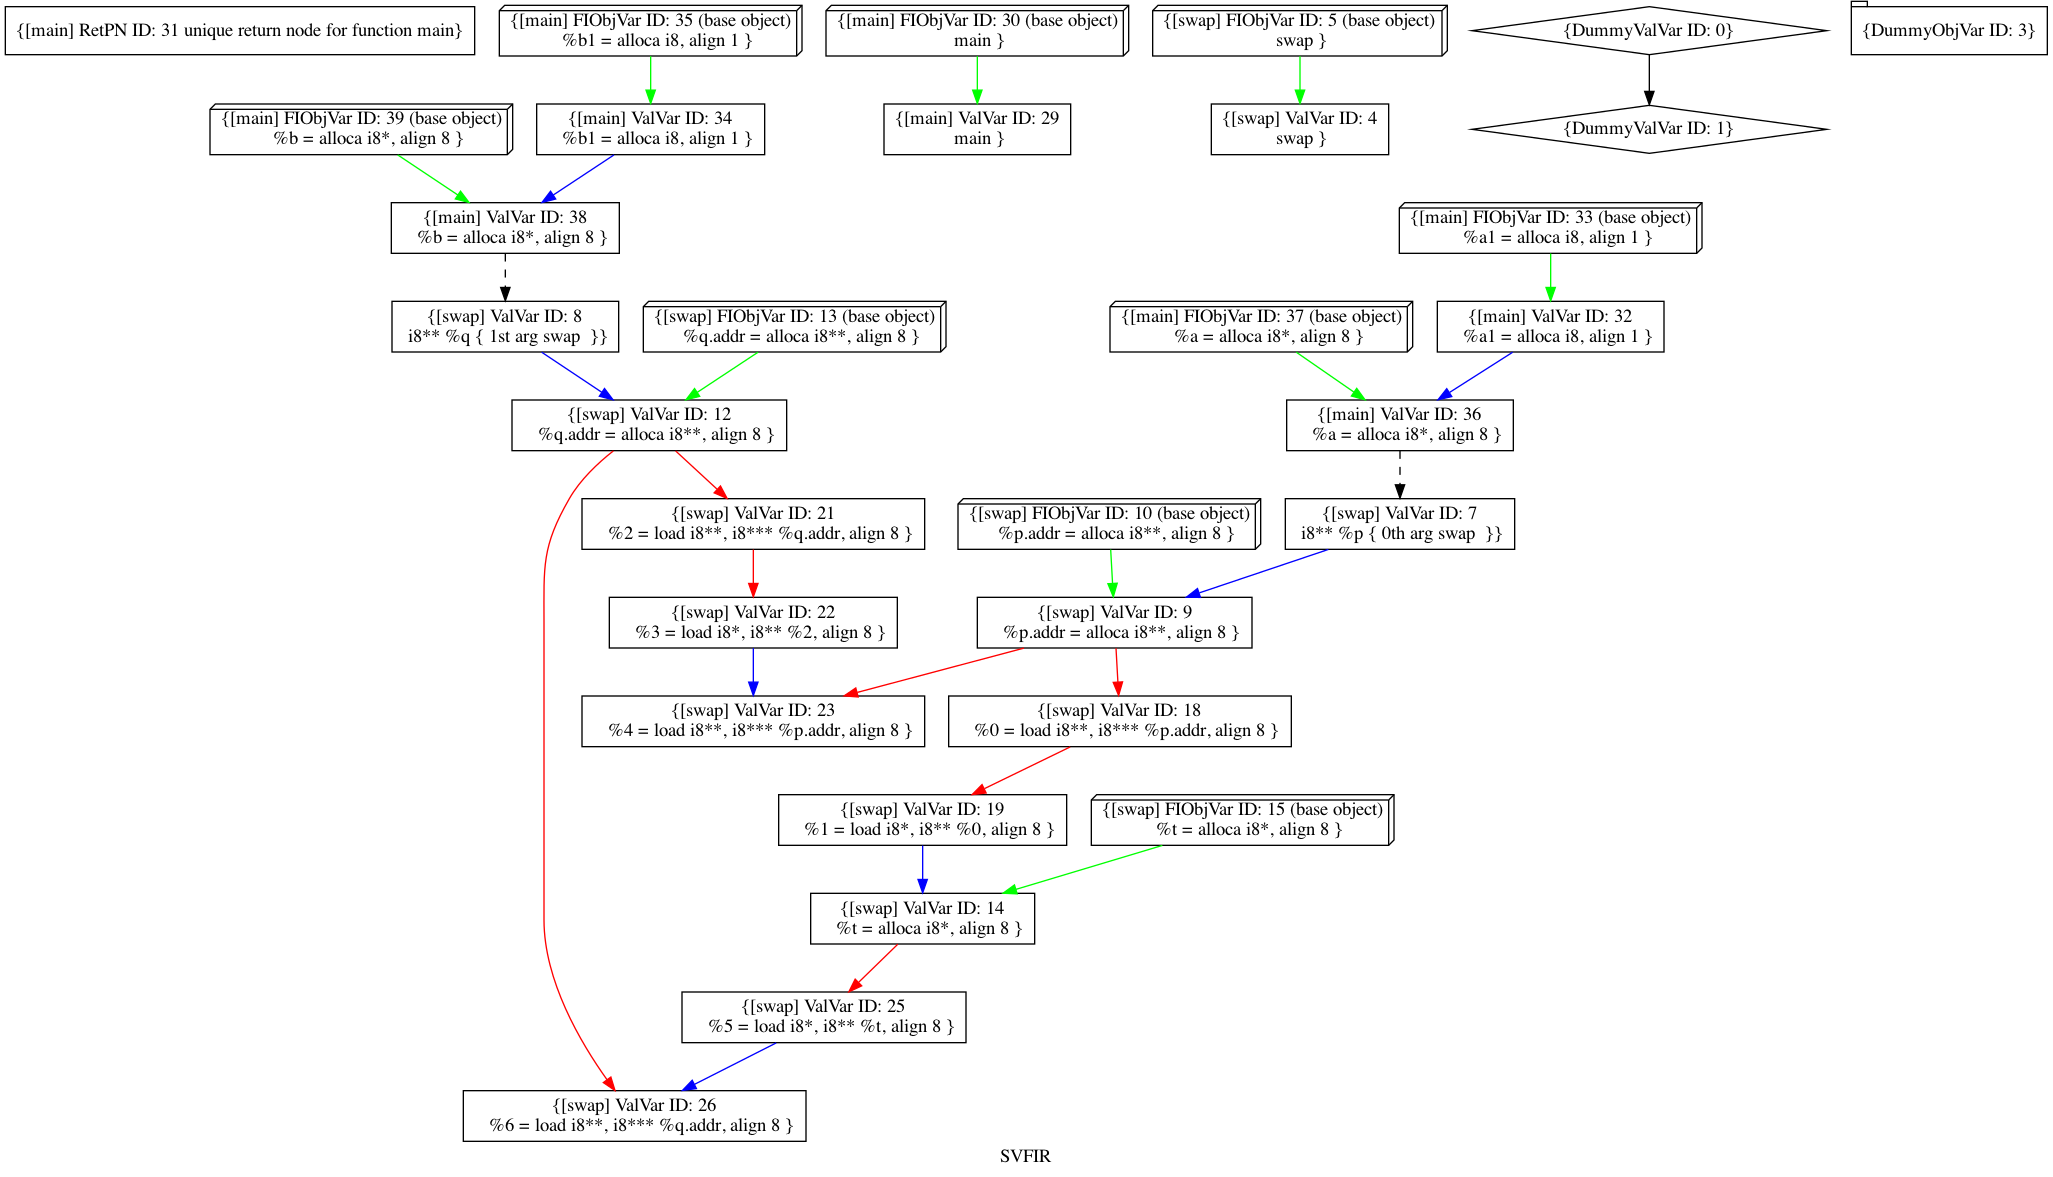 {[main] RetPN ID: 31 unique return node for function main}
{[main] FIObjVar ID: 35 (base object)
%b1 = alloca i8, align 1 }
{[main] FIObjVar ID: 30 (base object)
main }
{[swap] FIObjVar ID: 5 (base object)
swap }
{DummyValVar ID: 0}
{DummyObjVar ID: 3}
{[main] FIObjVar ID: 39 (base object)
%b = alloca i8*, align 8 }
{[main] ValVar ID: 34
%b1 = alloca i8, align 1 }
{[main] ValVar ID: 29
main }
{[swap] ValVar ID: 4
swap }
{DummyValVar ID: 1}
{[main] ValVar ID: 38
%b = alloca i8*, align 8 }
{[main] FIObjVar ID: 33 (base object)
%a1 = alloca i8, align 1 }
{[swap] ValVar ID: 8
i8** %q { 1st arg swap  }}
{[swap] FIObjVar ID: 13 (base object)
%q.addr = alloca i8**, align 8 }
{[main] FIObjVar ID: 37 (base object)
%a = alloca i8*, align 8 }
{[main] ValVar ID: 32
%a1 = alloca i8, align 1 }
{[swap] ValVar ID: 12
%q.addr = alloca i8**, align 8 }
{[main] ValVar ID: 36
%a = alloca i8*, align 8 }
{[swap] ValVar ID: 21
%2 = load i8**, i8*** %q.addr, align 8 }
{[swap] FIObjVar ID: 10 (base object)
%p.addr = alloca i8**, align 8 }
{[swap] ValVar ID: 7
i8** %p { 0th arg swap  }}
{[swap] ValVar ID: 22
%3 = load i8*, i8** %2, align 8 }
{[swap] ValVar ID: 9
%p.addr = alloca i8**, align 8 }
{[swap] ValVar ID: 23
%4 = load i8**, i8*** %p.addr, align 8 }
{[swap] ValVar ID: 18
%0 = load i8**, i8*** %p.addr, align 8 }
{[swap] ValVar ID: 19
%1 = load i8*, i8** %0, align 8 }
{[swap] FIObjVar ID: 15 (base object)
%t = alloca i8*, align 8 }
{[swap] ValVar ID: 14
%t = alloca i8*, align 8 }
{[swap] ValVar ID: 25
%5 = load i8*, i8** %t, align 8 }
{[swap] ValVar ID: 26
%6 = load i8**, i8*** %q.addr, align 8 }
SVFIR